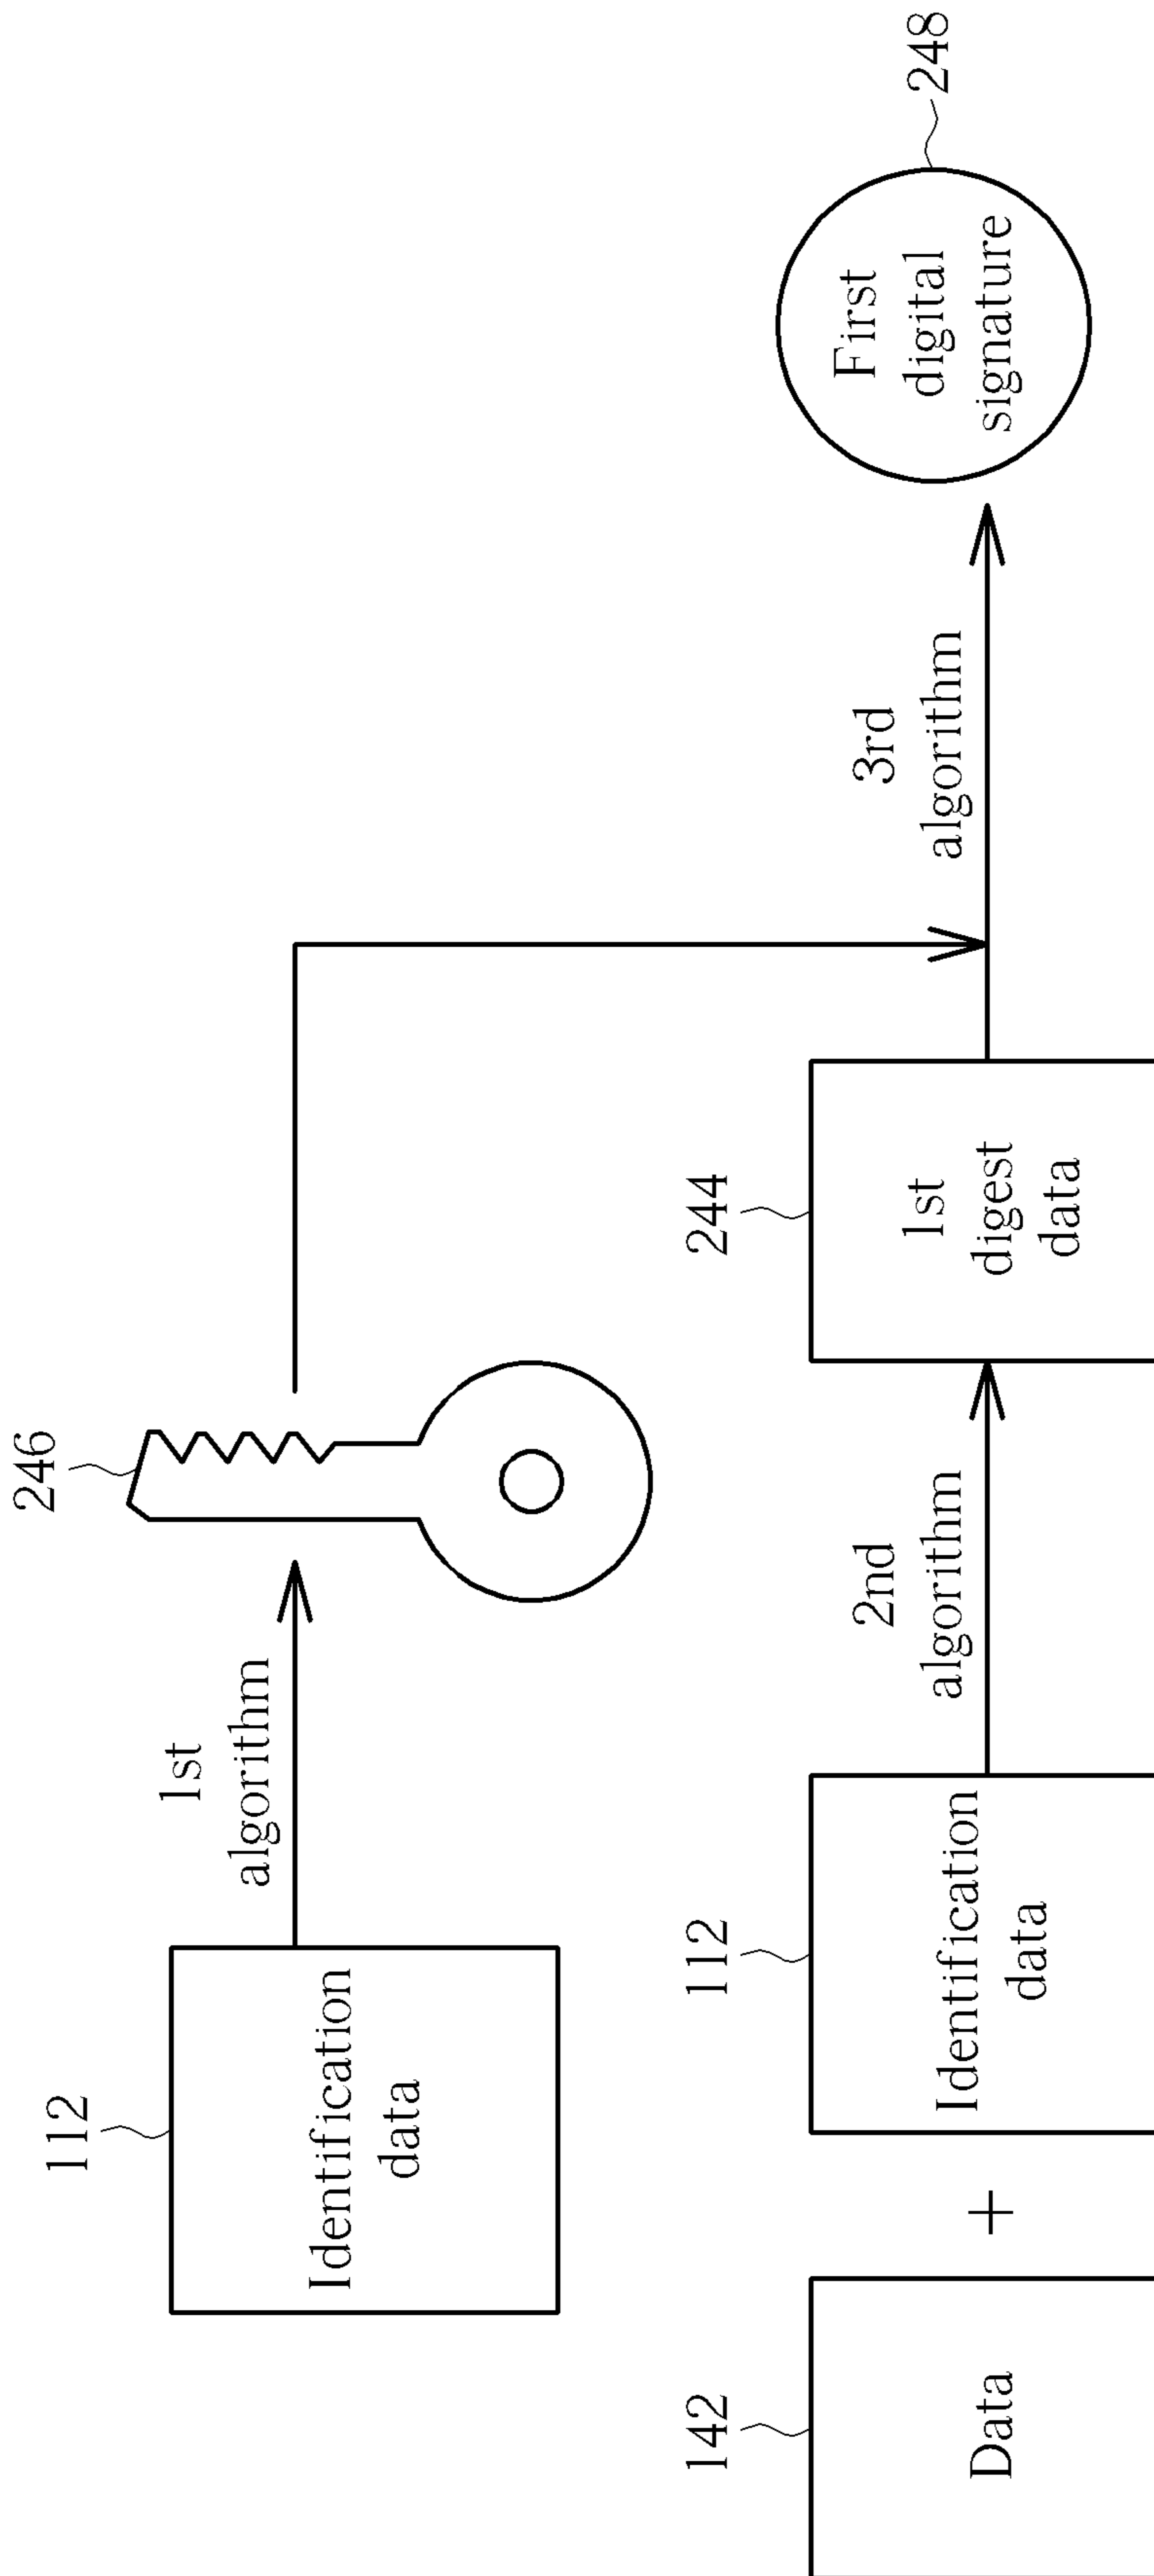 112
Identification
data
1st
algorithm
246
142
Data
+
112
Identification
data
2nd
algorithm
244
1st
digest
data
3rd
algorithm
First
digital
signature
248